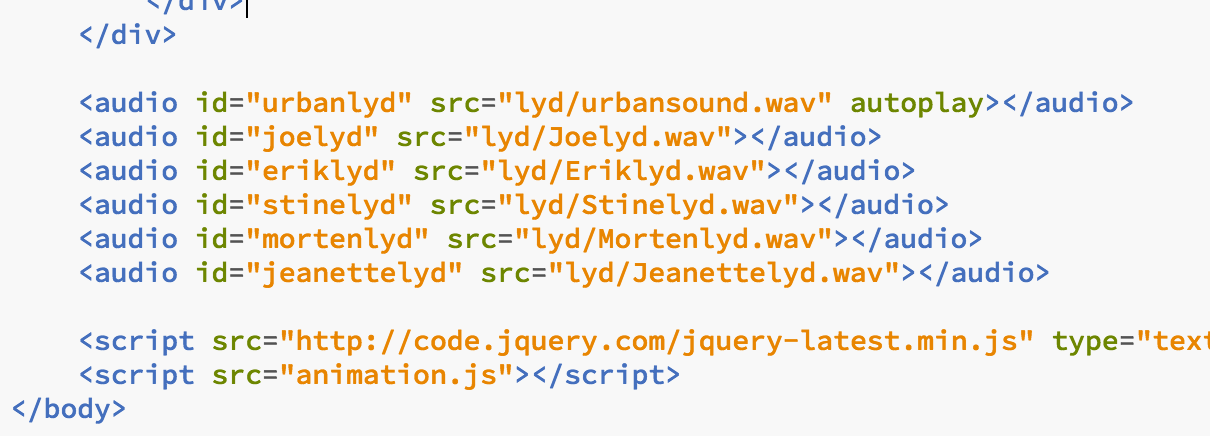 </div>
</div>
<audio id="urbanlyd" src="lyd/urbansound.wav" autoplay></audio>
<audio id="joelyd" src="lyd/Joelyd.wav"></audio>
<audio id="eriklyd" src="lyd/Eriklyd.wav"></audio>
<audio id="stinelyd" src="lyd/Stinelyd.wav"></audio>
<audio id="mortenlyd" src="lyd/Mortenlyd.wav"></audio>
<audio id="jeanettelyd" src="lyd/Jeanettelyd.wav"></audio>
<script src="http://code.jquery.com/jquery-latest.min.js" type="text
<script src="animation.js"></script>
</body>